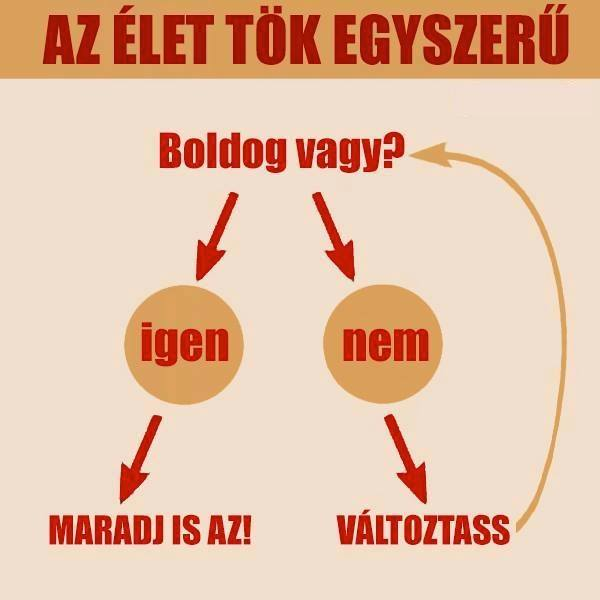 AZ ÉLET TÖK EGYSZERŰ
Boldog vagy?
igen
nem
MARADJ IS AZ!
VÁLTOZTASS